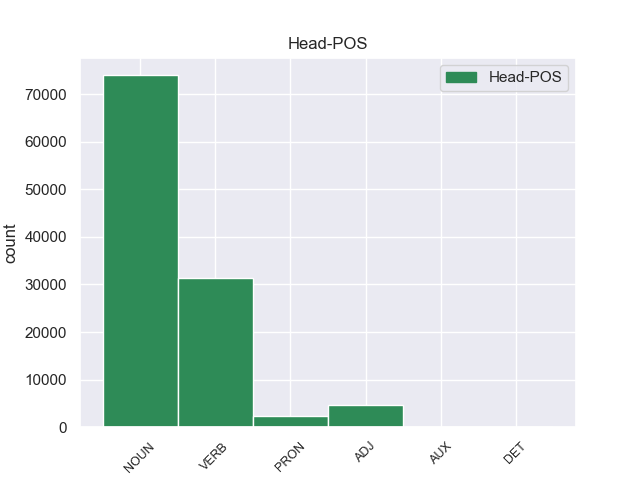 Head-POS
Head-POS
70000
60000
50000
40000
30000
20000
10000
0
count
NOUN
VERB
PRON
ADJ
AUX
DET